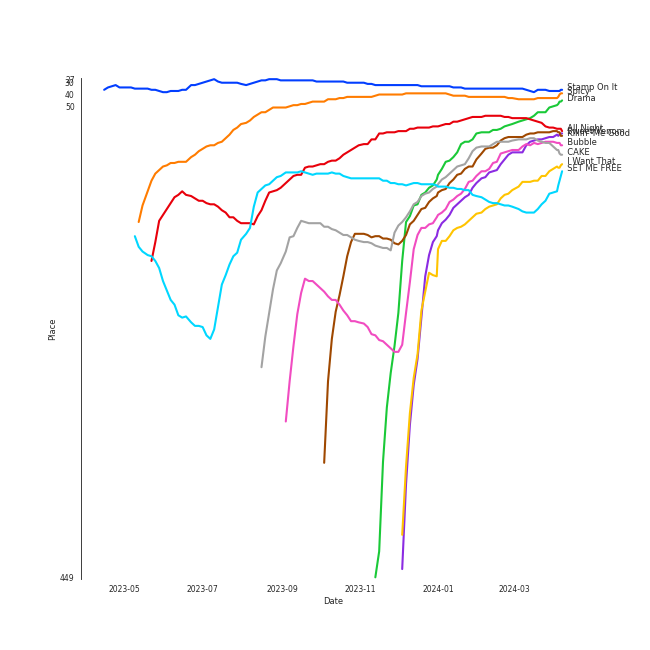 27
30
40
50
449
Place
2023-05
2023-07
2023-09
2023-11
2024-01
2024-03
Date
Stamp On It
Spicy
Drama
All Night
Killin' Me Good
Bubble
CAKE
I Want That
SET ME FREE